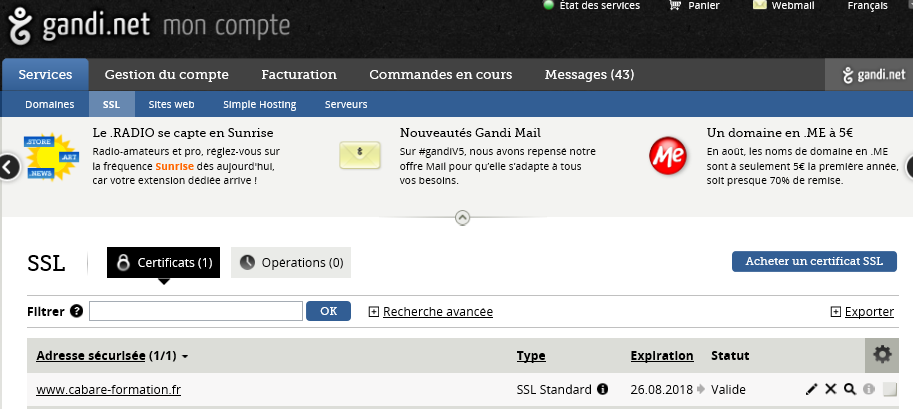 État des services Panier Webmail Français
gandi.net mon compte
Services Gestion du compte Facturation Commandes en cours Messages (43) gandi.net
Domaines SSL Sites web Simple Hosting Serveurs
.STORE
.ART
.NEWS
Le .RADIO se capte en Sunrise
Radio-amateurs et pro, réglez-vous sur
la fréquence Sunrise dès aujourd'hui,
car votre extension dédiée arrive !
$
Nouveautés Gandi Mail
Sur #gandiV5, nous avons repensé notre
offre Mail pour qu'elle s'adapte à tous
vos besoins.
Me
Un domaine en .ME à 5€
En août, les noms de domaine en .ME
sont à seulement 5€ la première année,
soit presque 70% de remise.
SSL Certificats (1) Opérations (0) Acheter un certificat SSL
Filtrer ? OK Recherche avancée Exporter
Adresse sécurisée (1/1) Type Expiration Statut
www.cabare-formation.fr SSL Standard 26.08.2018 Valide